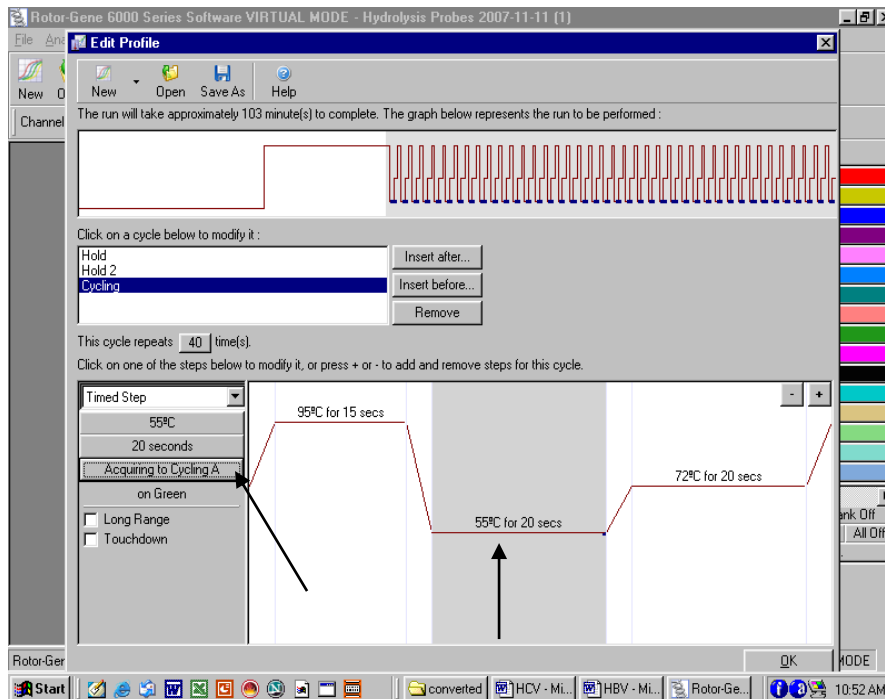 Rotor-Gene 6000 Series Software VIRTUAL MODE - Hydrolysis Probes 2007-11-11 (1)
File
Edit Profile
New
New Open Save As Help
Channel
The run will take approximately 103 minute(s) to complete. The graph below represents the run to be performed :
Click on a cycle below to modify it :
Hold
Hold 2
Cycling
Insert after...
Insert before...
Remove
This cycle repeats 40 time(s).
Click on one of the steps below to modify it, or press + or - to add and remove steps for this cycle.
Timed Step
- +
55ºC
20 seconds
Acquiring to Cycling A
on Green
Long Range
Touchdown
95ºC for 15 secs
55ºC for 20 secs
72ºC for 20 secs
ank Off
All Off
OK
Rotor-Ger
MODE
Start
converted
HCV - Mi...
HBV - Mi...
Rotor-Ge...
10:52 AM